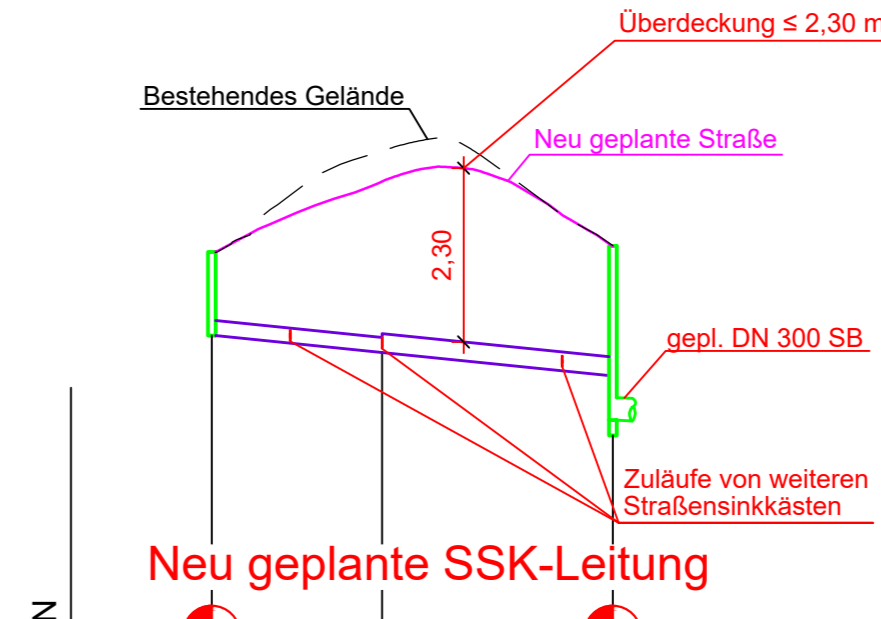 Überdeckung ≤ 2,30 m
Bestehendes Gelände
Neu geplante Straße
2,30
gepl. DN 300 SB
Zuläufe von weiteren
Straßensinkkästen
Neu geplante SSK-Leitung
N